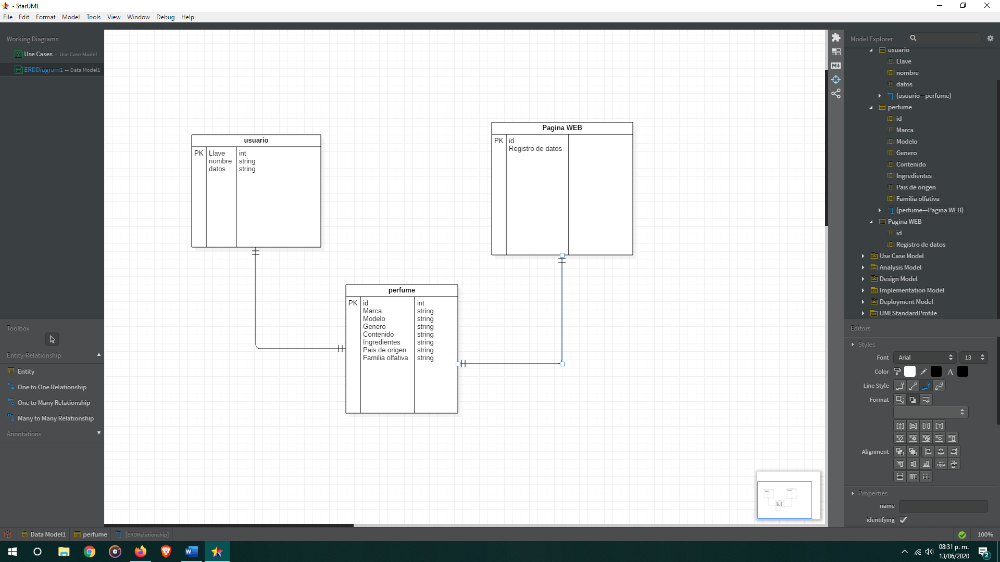 • StarUML
File Edit Format Model Tools View Window Debug Help
Working Diagrams
Use Cases — Use Case Model
ERDDiagram1 — Data Model1
Toolbox
Entity-Relationship
Entity
One to One Relationship
One to Many Relationship
Many to Many Relationship
Annotations
usuario
PK Llave int
nombre string
datos string
Pagina WEB
PK id
Registro de datos
perfume
PK id int
Marca string
Modelo string
Genero string
Contenido string
Ingredientes string
Pais de origen string
Familia olfativa string
Model Explorer
usuario
Llave
nombre
datos
(usuario—perfume)
perfume
id
Marca
Modelo
Genero
Contenido
Ingredientes
Pais de origen
Familia olfativa
(perfume—Pagina WEB)
Pagina WEB
id
Registro de datos
Use Case Model
Analysis Model
Design Model
Implementation Model
Deployment Model
UMLStandardProfile
Editors
Styles
Font Arial 13
Color A
Line Style
Format
Alignment
Properties
name
identifying
Data Model1 perfume [ERDRelationship] 100%
08:31 p. m.
13/06/2020
2